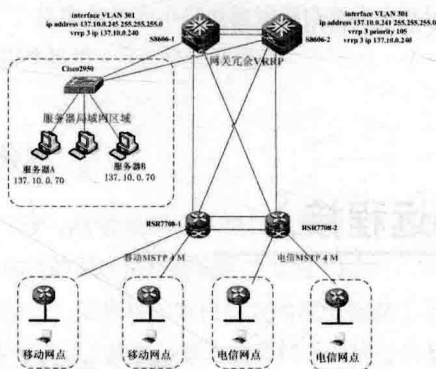 interface VLAN 301
ip address 137.10.0.245 255.255.255.0
vrrp 3 ip 137.10.0.240
S8606-1
interface VLAN 301
ip address 137.10.0.241 255.255.255.0
vrrp 3 priority 105
vrrp 3 ip 137.10.0.240
S8606-2
网关冗余VRRP
Cisco2950
服务器局域网区域
服务器A
137.10.0.70
服务器B
137.10.0.70
RSR7708-1
RSR7708-2
移动MSTP 4 M
电信MSTP 4 M
移动网点
移动网点
电信网点
电信网点